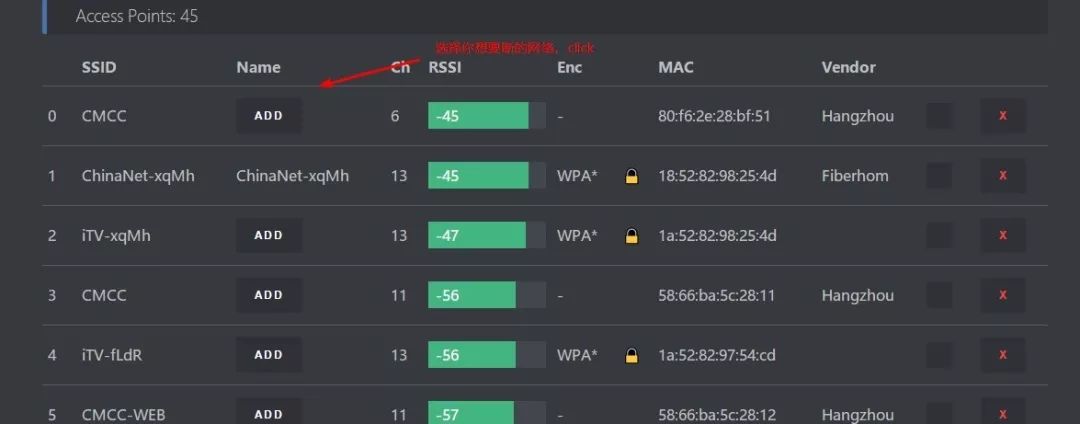 Access Points: 45
选择你想要断的网络，click
SSID Name Ch RSSI Enc MAC Vendor
0 CMCC ADD 6 -45 - 80:f6:2e:28:bf:51 Hangzhou X
1 ChinaNet-xqMh ChinaNet-xqMh 13 -45 WPA* 🔒 18:52:82:98:25:4d Fiberhom X
2 iTV-xqMh ADD 13 -47 WPA* 🔒 1a:52:82:98:25:4d X
3 CMCC ADD 11 -56 - 58:66:ba:5c:28:11 Hangzhou X
4 iTV-fLdR ADD 13 -56 WPA* 🔒 1a:52:82:97:54:cd X
5 CMCC-WEB ADD 11 -57 - 58:66:ba:5c:28:12 Hangzhou X